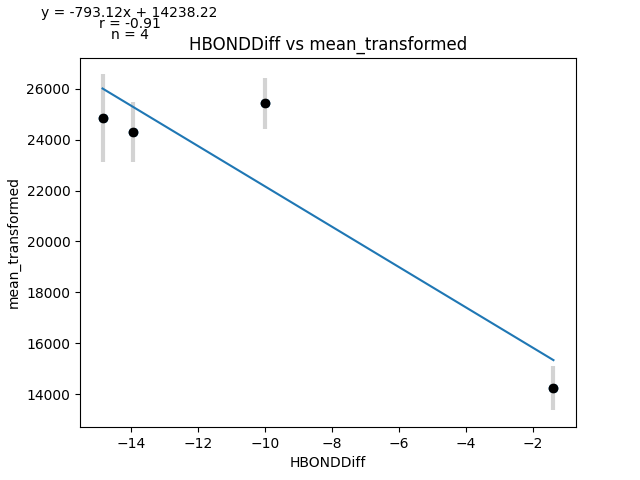 y = -793.12x + 14238.22
r = -0.91
n = 4
HBONDDiff vs mean_transformed
26000
24000
22000
20000
18000
16000
14000
mean_transformed
−14
−12
−10
−8
−6
−4
−2
HBONDDiff